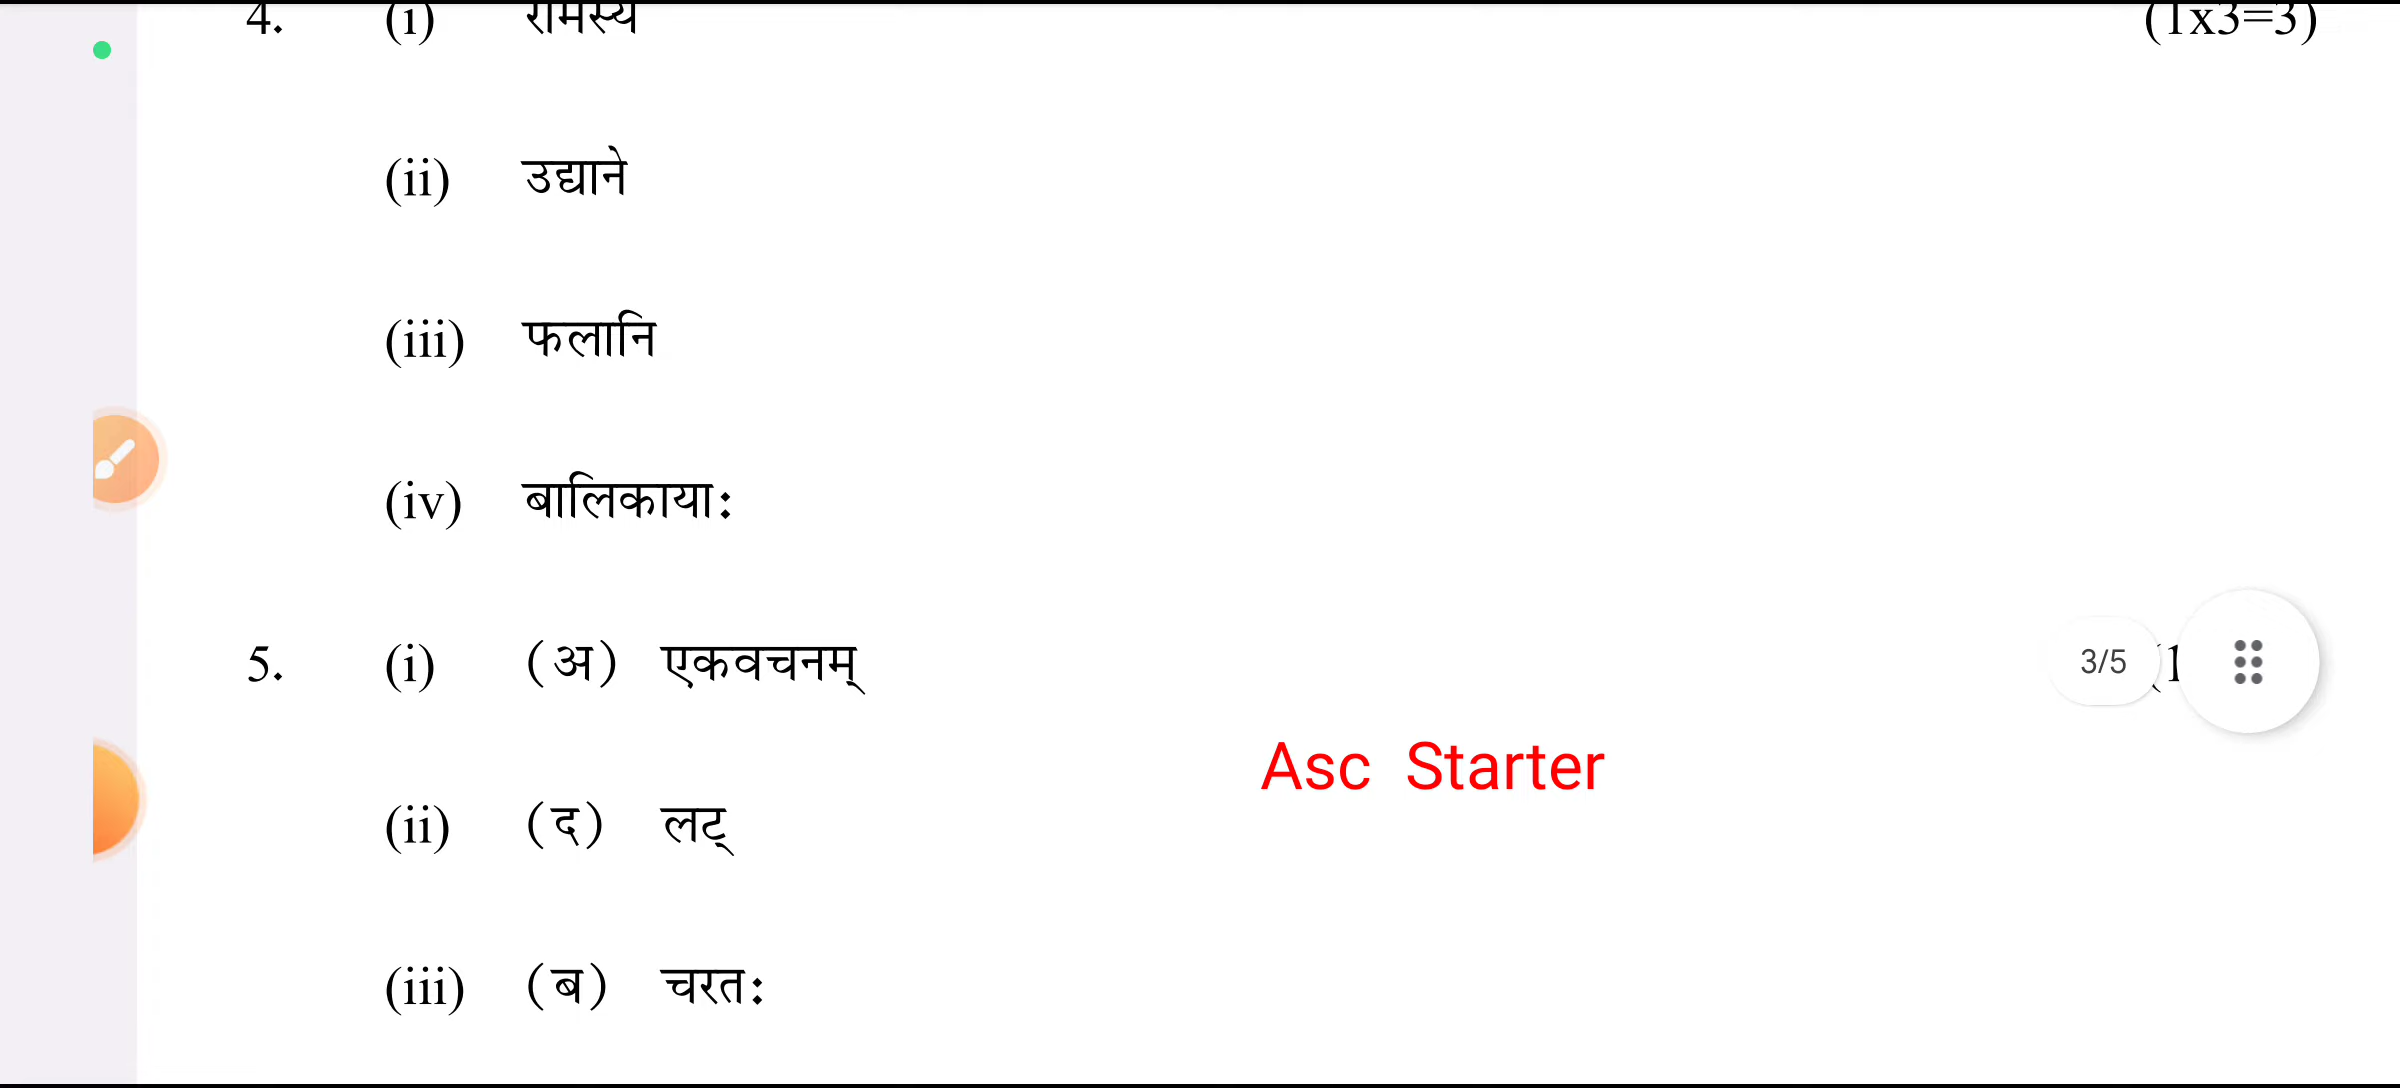 4. (i) रामस्य (1x3=3)
(ii) उद्याने
(iii) फलानि
(iv) बालिकायाः
5. (i) (अ) एकवचनम् 3/5 (1
Asc Starter
(ii) (द) लट्
(iii) (ब) चरतः